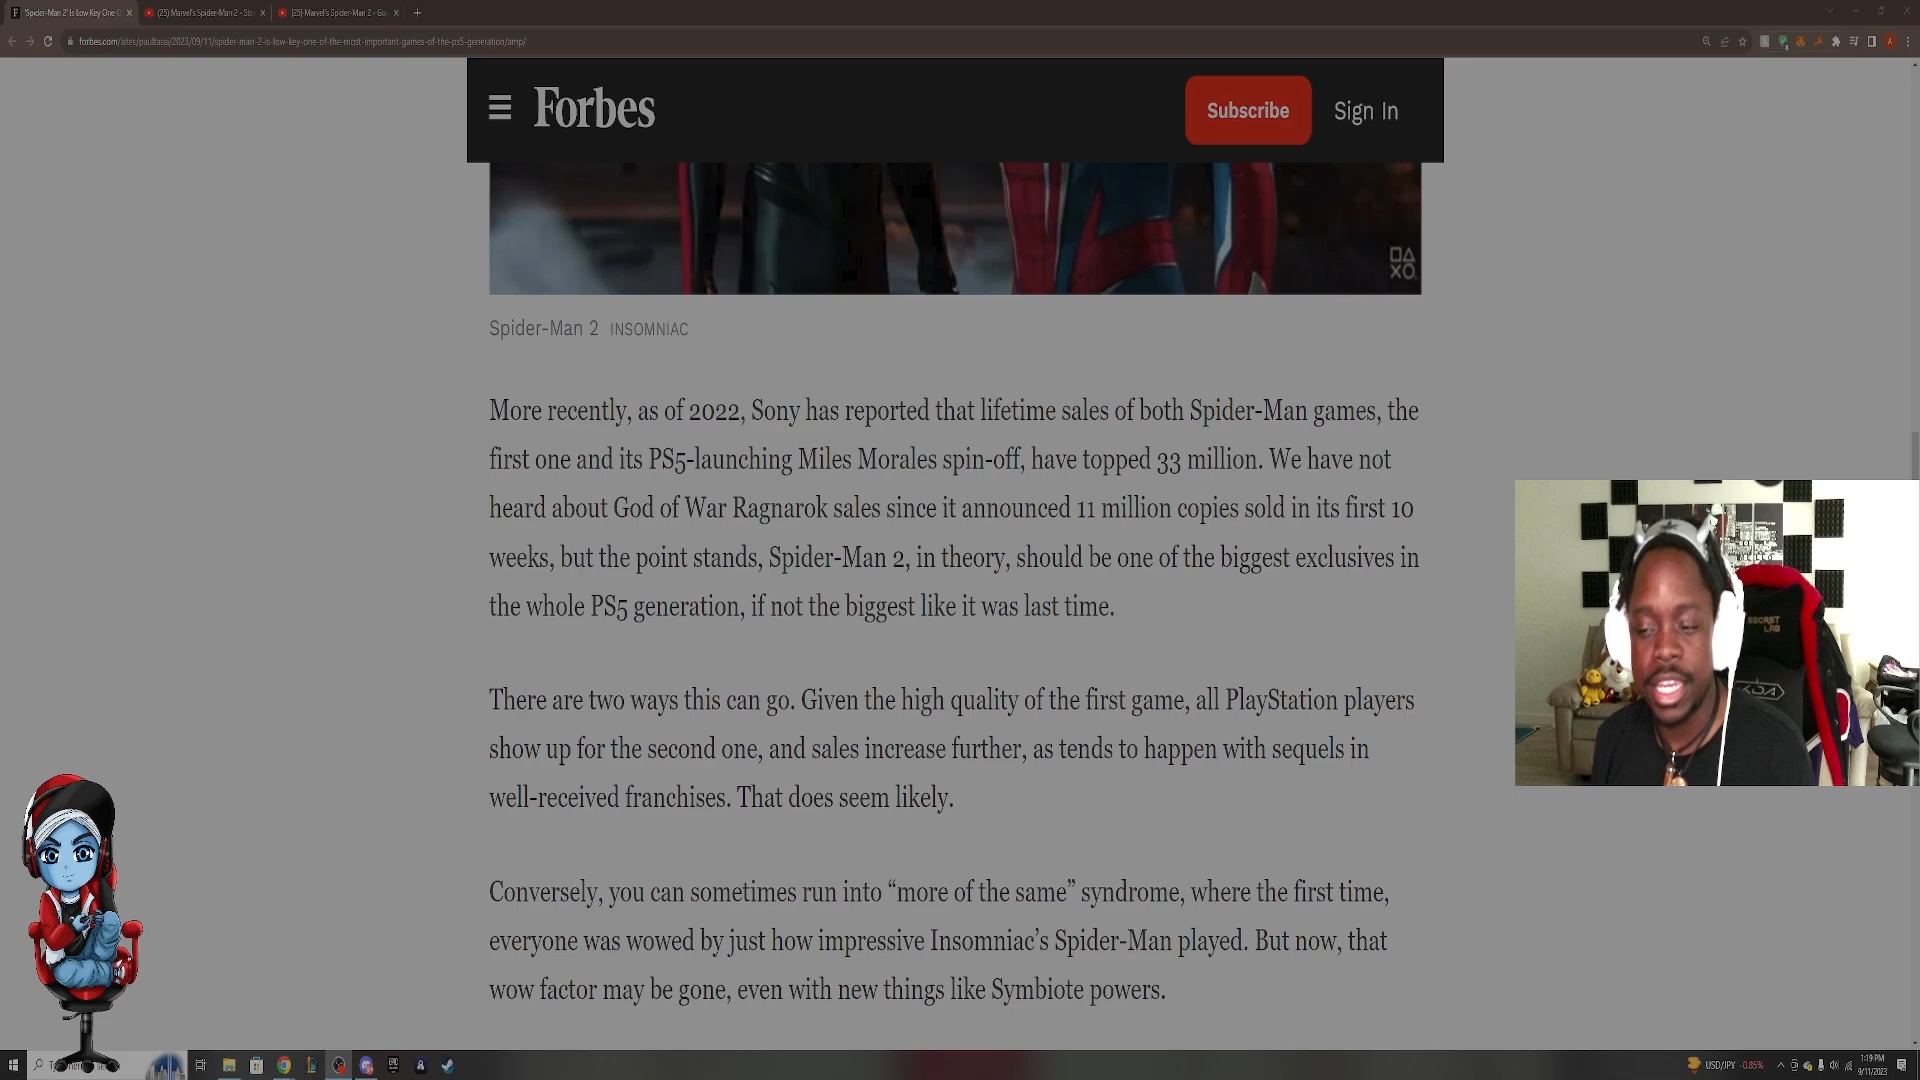 'Spider-Man 2' Is Low Key One O
(25) Marvel's Spider-Man 2 - Sto
(25) Marvel's Spider-Man 2 - Ga
forbes.com/sites/paultassi/2023/09/11/spider-man-2-is-low-key-one-of-the-most-important-games-of-the-ps5-generation/amp/
Forbes
Subscribe
Sign In
Spider-Man 2 INSOMNIAC
More recently, as of 2022, Sony has reported that lifetime sales of both Spider-Man games, the
first one and its PS5-launching Miles Morales spin-off, have topped 33 million. We have not
heard about God of War Ragnarok sales since it announced 11 million copies sold in its first 10
weeks, but the point stands, Spider-Man 2, in theory, should be one of the biggest exclusives in
the whole PS5 generation, if not the biggest like it was last time.
There are two ways this can go. Given the high quality of the first game, all PlayStation players
show up for the second one, and sales increase further, as tends to happen with sequels in
well-received franchises. That does seem likely.
Conversely, you can sometimes run into “more of the same” syndrome, where the first time,
everyone was wowed by just how impressive Insomniac’s Spider-Man played. But now, that
wow factor may be gone, even with new things like Symbiote powers.
SECRET
LAB
USD/JPY -0.85%
1:19 PM
9/11/2023